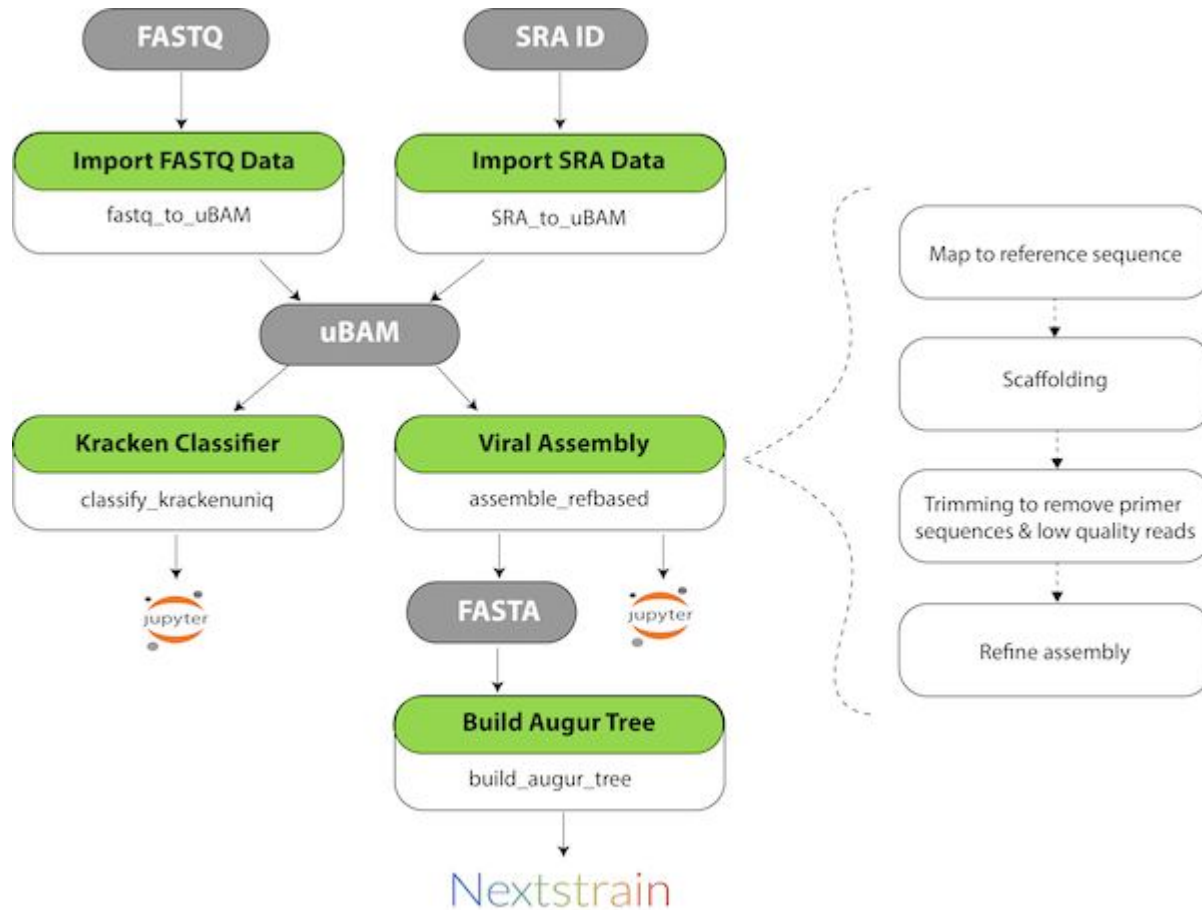 FASTQ
SRA ID
Import FASTQ Data
fastq_to_uBAM
Import SRA Data
SRA_to_uBAM
uBAM
Kracken Classifier
classify_krackenuniq
Viral Assembly
assemble_refbased
jupyter
FASTA
jupyter
Build Augur Tree
build_augur_tree
Nextstrain
Map to reference sequence
Scaffolding
Trimming to remove primer
sequences & low quality reads
Refine assembly